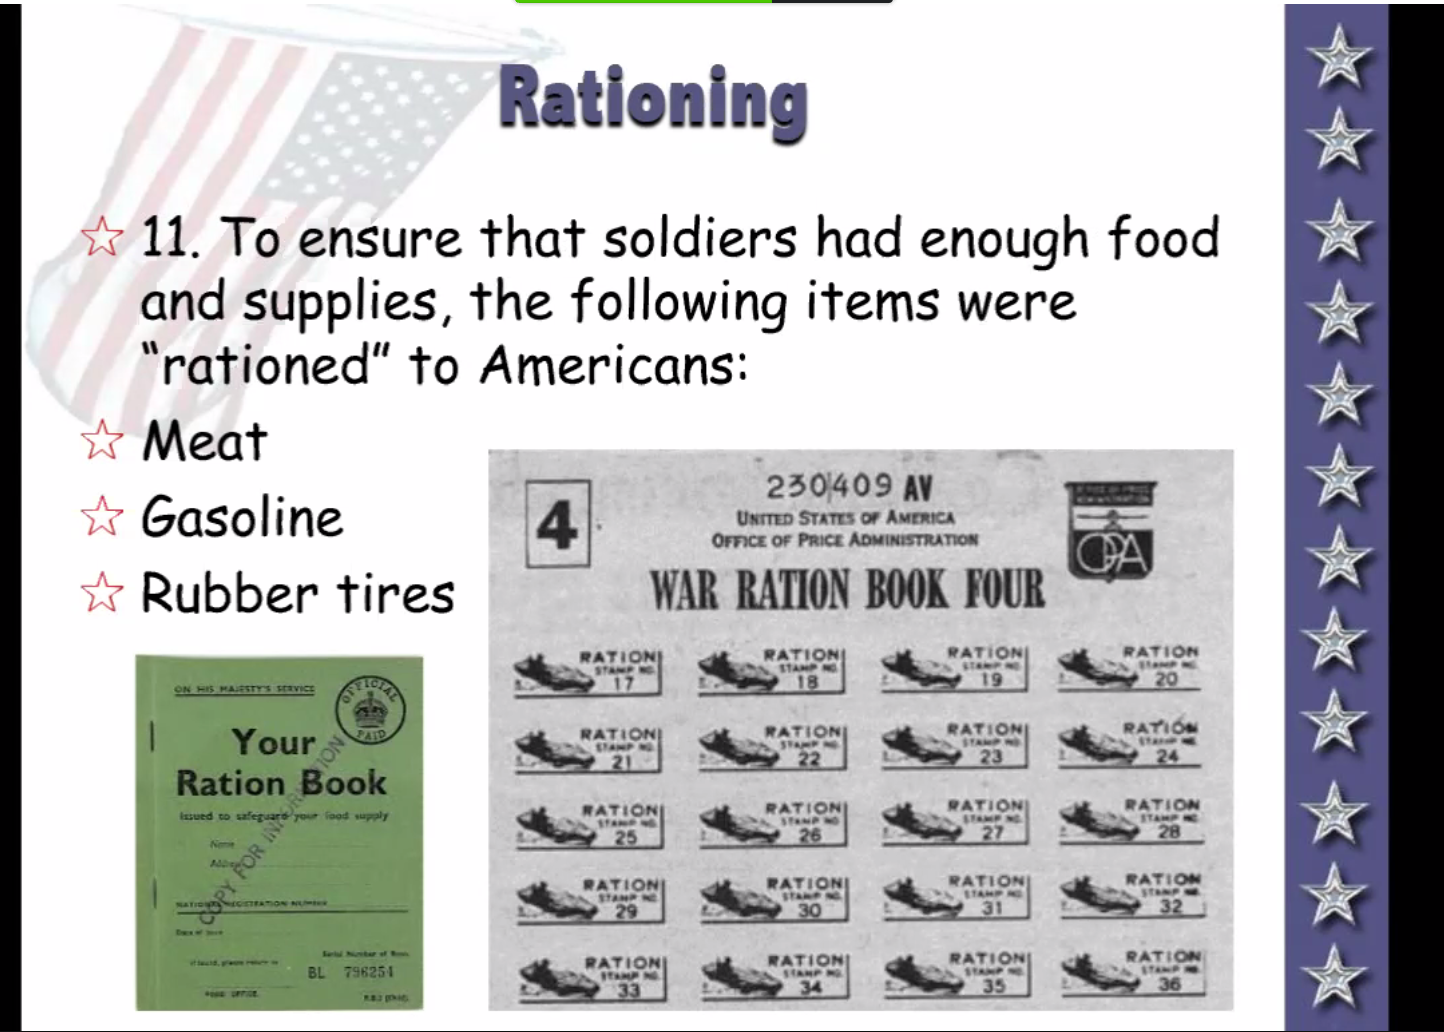 Rationing
11. To ensure that soldiers had enough food
and supplies, the following items were
“rationed” to Americans:
Meat
Gasoline
Rubber tires
ON HIS MAJESTY'S SERVICE
OFFICIAL
PAID
Your
Ration Book
Issued to safeguard your food supply
Name
COPY FOR INFORMATION
NATIONAL REGISTRATION NUMBER
Date of Issue
Serial Number of Book
If found, please return to
BL 796254
FOOD OFFICE.
4
230409 AV
UNITED STATES OF AMERICA
OFFICE OF PRICE ADMINISTRATION
OPA
WAR RATION BOOK FOUR
RATION STAMP NO. 17
RATION STAMP NO. 18
RATION STAMP NO. 19
RATION STAMP NO. 20
RATION STAMP NO. 21
RATION STAMP NO. 22
RATION STAMP NO. 23
RATION STAMP NO. 24
RATION STAMP NO. 25
RATION STAMP NO. 26
RATION STAMP NO. 27
RATION STAMP NO. 28
RATION STAMP NO. 29
RATION STAMP NO. 30
RATION STAMP NO. 31
RATION STAMP NO. 32
RATION STAMP NO. 33
RATION STAMP NO. 34
RATION STAMP NO. 35
RATION STAMP NO. 36